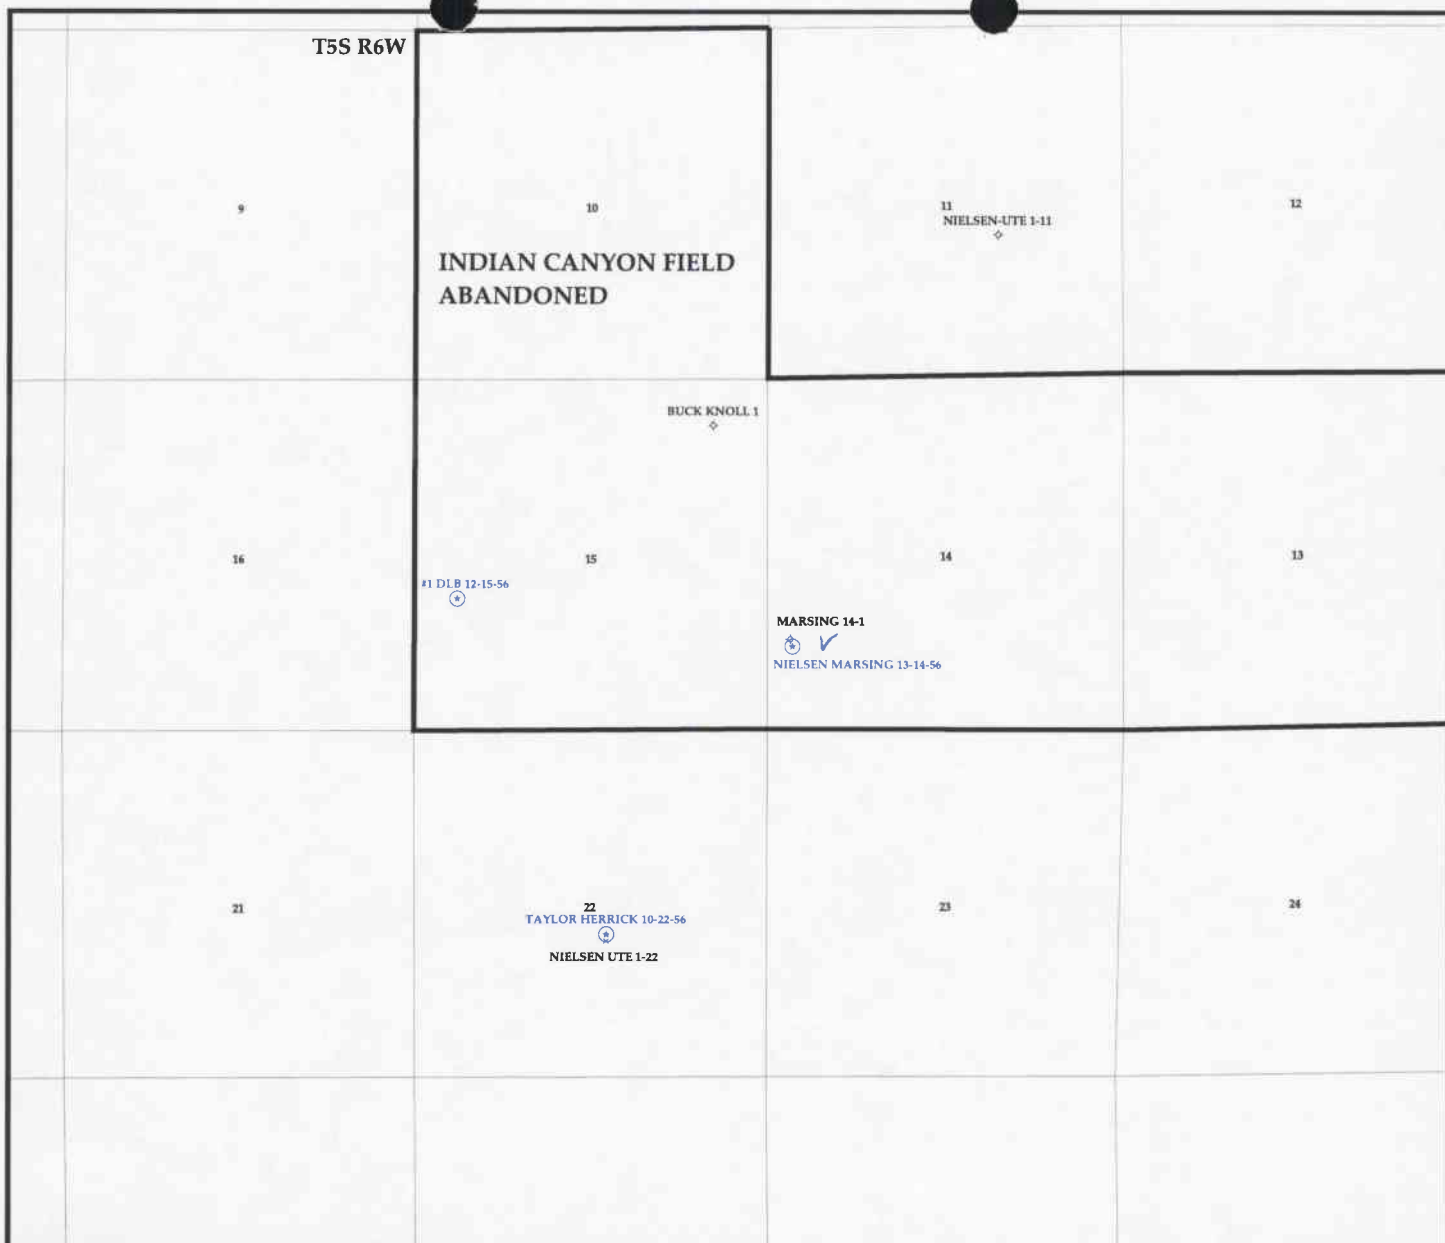 T5S R6W
9
10
11
NIELSEN-UTE 1-11
12
INDIAN CANYON FIELD
ABANDONED
BUCK KNOLL 1
16
15
14
13
#1 DLB 12-15-56
MARSING 14-1
NIELSEN MARSING 13-14-56
21
22
TAYLOR HERRICK 10-22-56
NIELSEN UTE 1-22
23
24